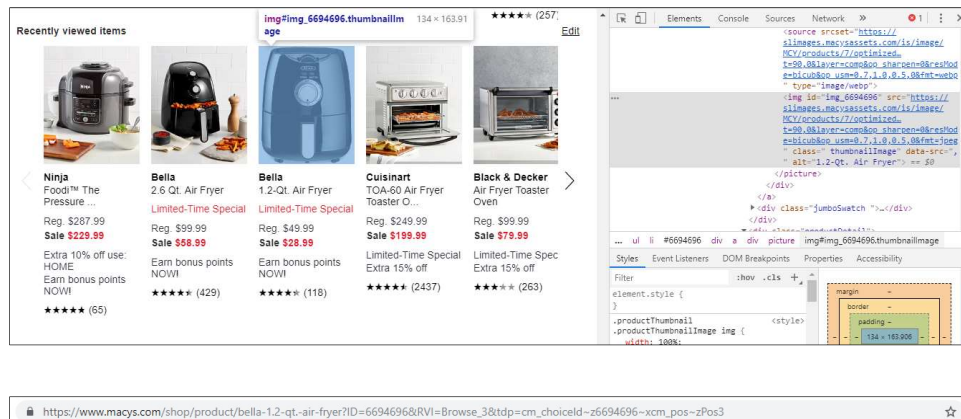 Recently viewed items
img#img_6694696.thumbnailIm
age
134 × 163.91
★★★★★ (257)
Edit
Ninja
Foodi™ The
Pressure ...
Reg. $287.99
Sale $229.99
Extra 10% off use:
HOME
Earn bonus points
NOW!
★★★★★ (65)
Bella
2.6 Qt. Air Fryer
Limited-Time Special
Reg. $99.99
Sale $58.99
Earn bonus points
NOW!
★★★★★ (429)
Bella
1.2-Qt. Air Fryer
Limited-Time Special
Reg. $49.99
Sale $28.99
Earn bonus points
NOW!
★★★★★ (118)
Cuisinart
TOA-60 Air Fryer
Toaster O...
Reg. $249.99
Sale $199.99
Limited-Time Special
Extra 15% off
★★★★★ (2437)
Black & Decker
Air Fryer Toaster
Oven
Reg. $99.99
Sale $79.99
Limited-Time Spec
Extra 15% off
★★★★★ (263)
Elements Console Sources Network » 1
<source srcset="https://
slimages.macysassets.com/is/image/
MCY/products/7/optimized…
t=90.0&layer=comp&op_sharpen=0&resMod
e=bicub&op_usm=0.7,1.0,0.5,0&fmt=webp
" type="image/webp">
... <img id="img_6694696" src="https://
slimages.macysassets.com/is/image/
MCY/products/7/optimized…
t=90.0&layer=comp&op_sharpen=0&resMod
e=bicub&op_usm=0.7,1.0,0.5,0&fmt=jpeg
" class=" thumbnailImage" data-src=",
" alt="1.2-Qt. Air Fryer"> == $0
</picture>
</div>
</a>
▶<div class="jumboSwatch ">…</div>
</div>
▼<div class="productDetail">
... ul li #6694696 div a div picture img#img_6694696.thumbnailImage
Styles Event Listeners DOM Breakpoints Properties Accessibility
Filter :hov .cls +
element.style {
}
.productThumbnail <style>
.productThumbnailImage img {
width: 100%;
margin –
border –
padding –
134 × 163.906
https://www.macys.com/shop/product/bella-1.2-qt.-air-fryer?ID=6694696&RVI=Browse_3&tdp=cm_choiceId~z6694696~xcm_pos~zPos3